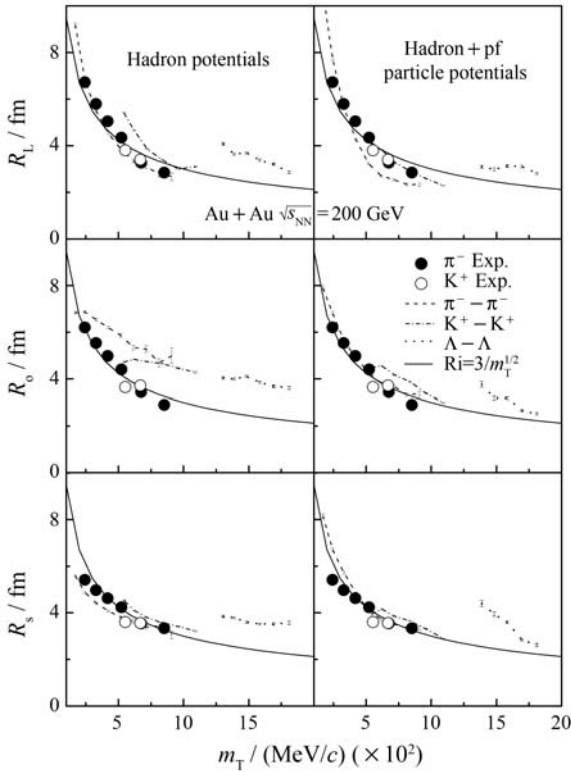 Hadron potentials
Hadron + pf
particle potentials
R_L / fm
8
4
0
Au + Au √s_NN = 200 GeV
π⁻ Exp.
K⁺ Exp.
π⁻ − π⁻
K⁺ − K⁺
Λ − Λ
Ri=3/m_T^1/2
R_o / fm
8
4
0
R_s / fm
8
4
0
5 10 15 5 10 15 20
m_T / (MeV/c) (×10²)